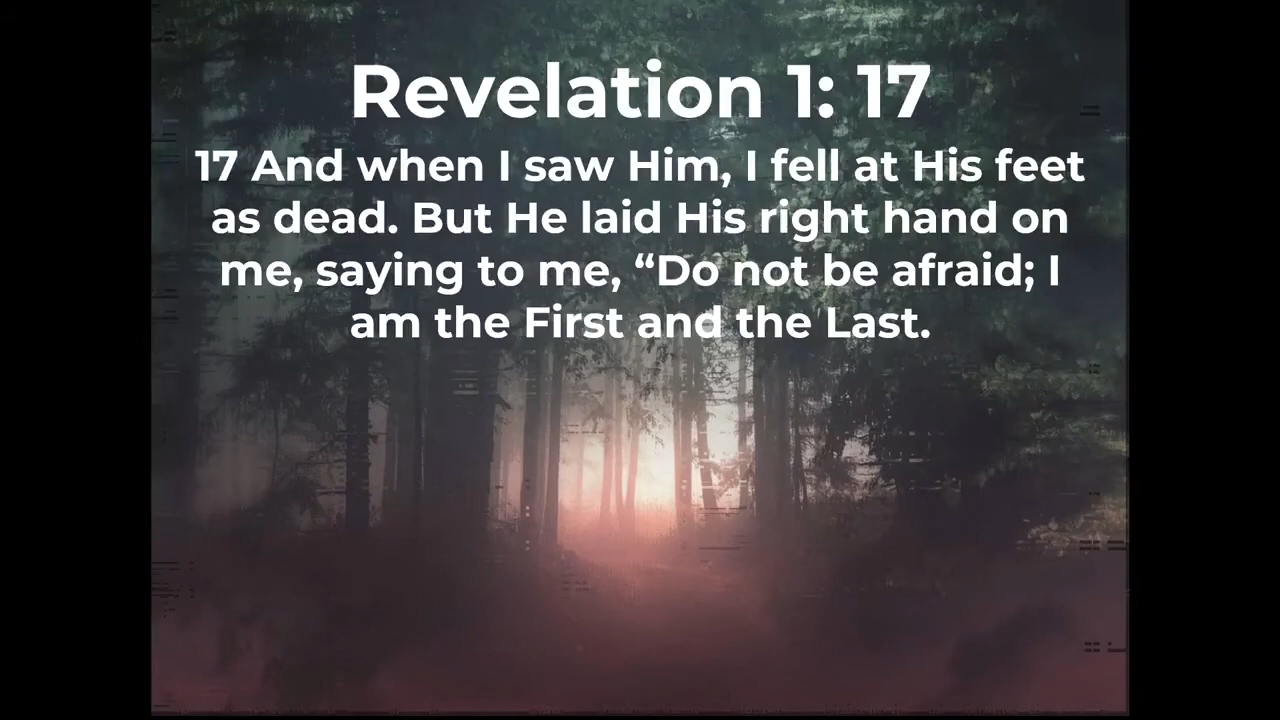 Revelation 1: 17
17 And when I saw Him, I fell at His feet
as dead. But He laid His right hand on
me, saying to me, “Do not be afraid; I
am the First and the Last.